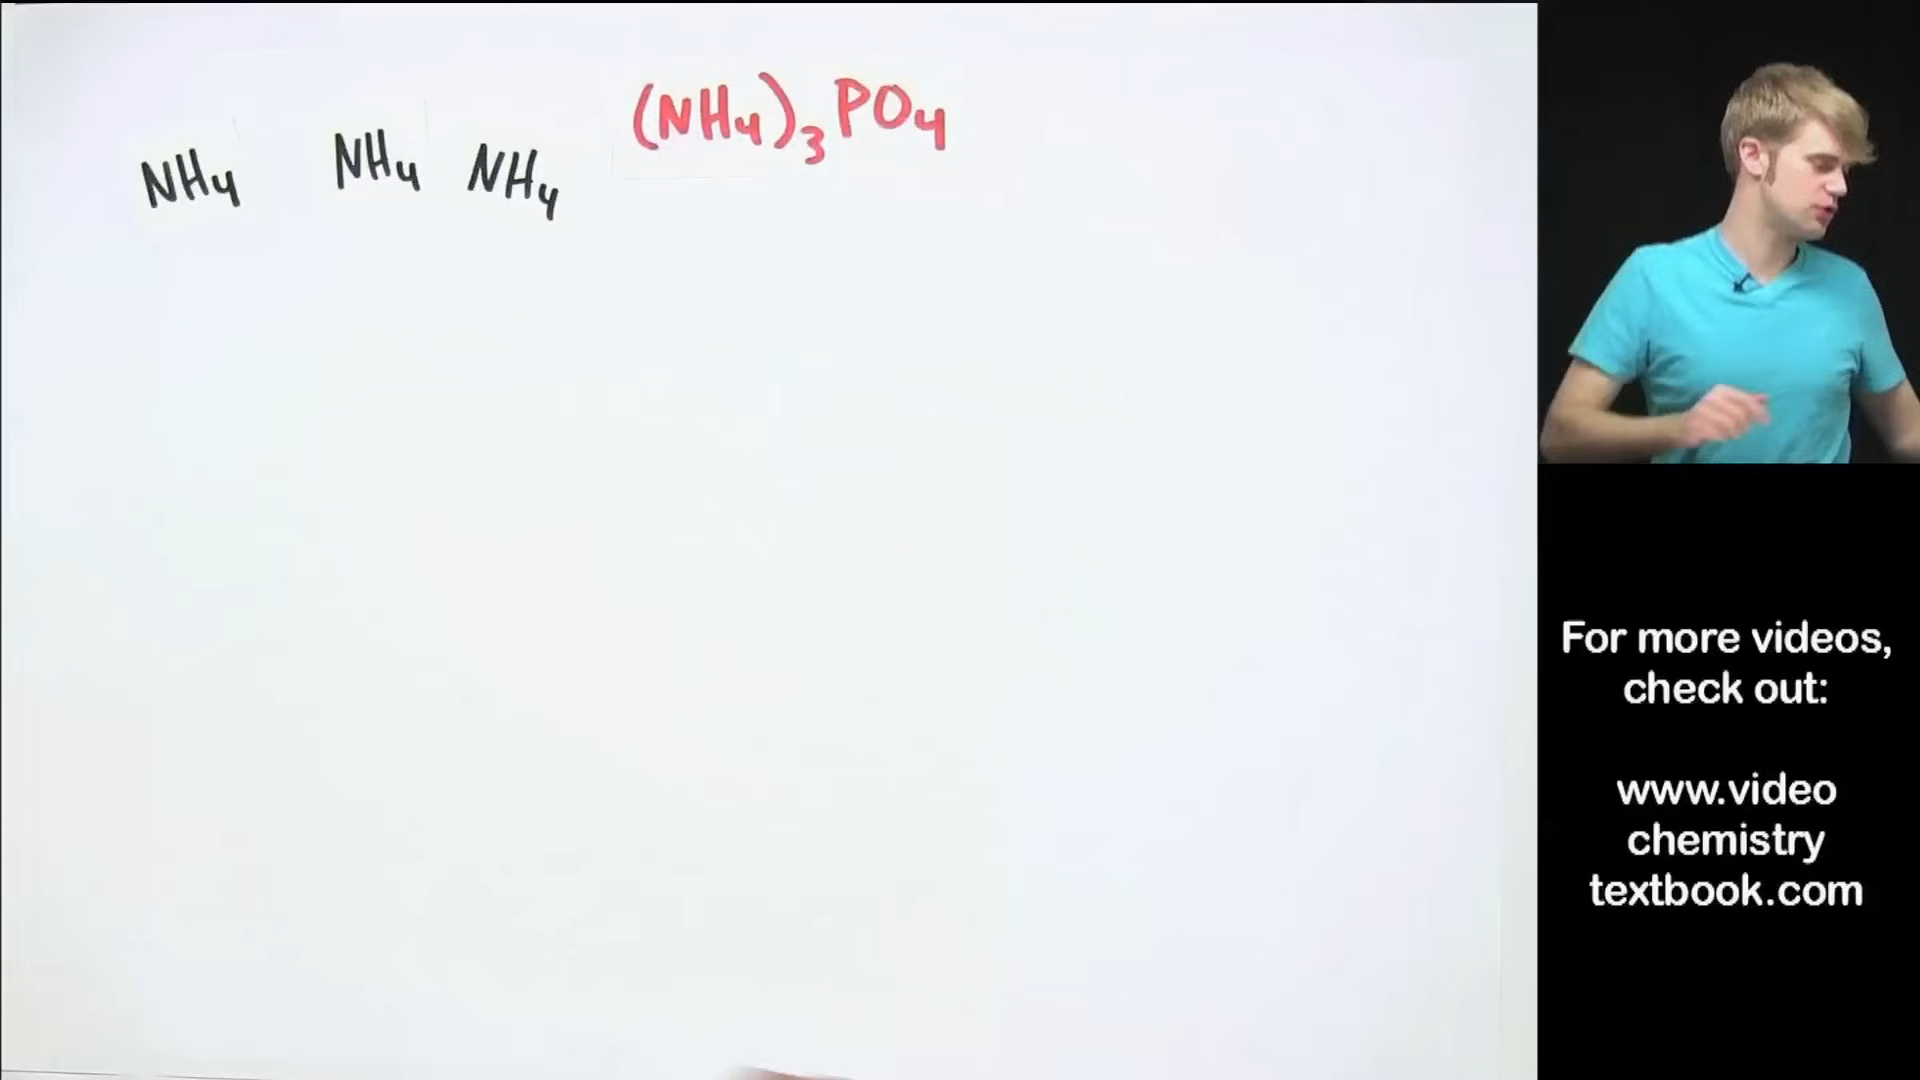 (NH4)3PO4
NH4 NH4 NH4
For more videos,
check out:
www.video
chemistry
textbook.com